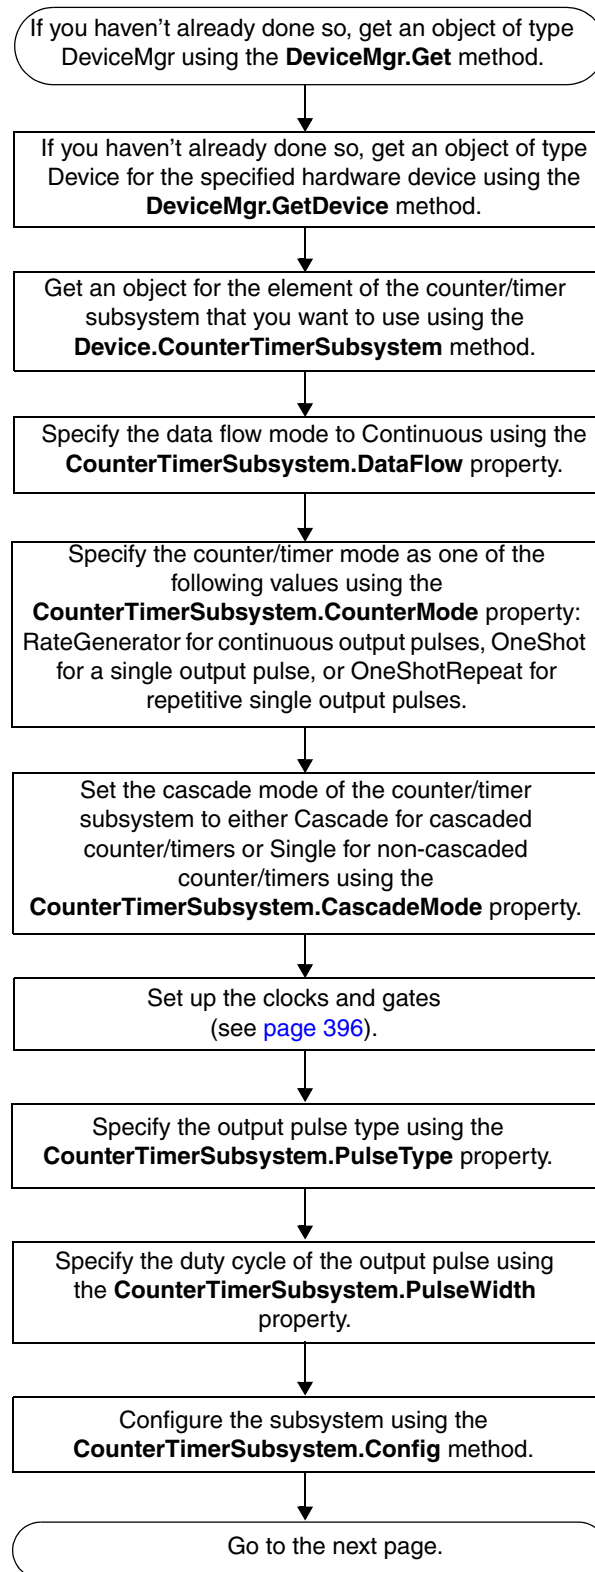 If you haven't already done so, get an object of type
DeviceMgr using the DeviceMgr.Get method.
If you haven't already done so, get an object of type
Device for the specified hardware device using the
DeviceMgr.GetDevice method.
Get an object for the element of the counter/timer
subsystem that you want to use using the
Device.CounterTimerSubsystem method.
Specify the data flow mode to Continuous using the
CounterTimerSubsystem.DataFlow property.
Specify the counter/timer mode as one of the
following values using the
CounterTimerSubsystem.CounterMode property:
RateGenerator for continuous output pulses, OneShot
for a single output pulse, or OneShotRepeat for
repetitive single output pulses.
Set the cascade mode of the counter/timer
subsystem to either Cascade for cascaded
counter/timers or Single for non-cascaded
counter/timers using the
CounterTimerSubsystem.CascadeMode property.
Set up the clocks and gates
(see page 396).
Specify the output pulse type using the
CounterTimerSubsystem.PulseType property.
Specify the duty cycle of the output pulse using
the CounterTimerSubsystem.PulseWidth
property.
Configure the subsystem using the
CounterTimerSubsystem.Config method.
Go to the next page.